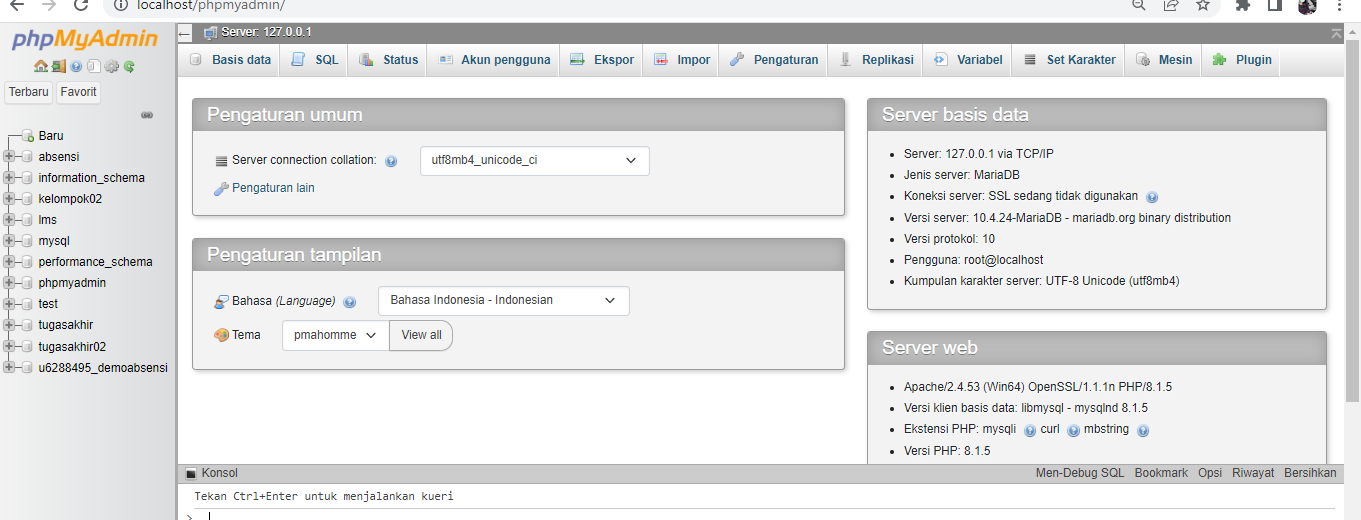 localhost/phpmyadmin/
phpMyAdmin
Terbaru Favorit
Baru
absensi
information_schema
kelompok02
lms
mysql
performance_schema
phpmyadmin
test
tugasakhir
tugasakhir02
u6288495_demoabsensi
Server: 127.0.0.1
Basis data SQL Status Akun pengguna Ekspor Impor Pengaturan Replikasi Variabel Set Karakter Mesin Plugin
Pengaturan umum
Server connection collation: utf8mb4_unicode_ci
Pengaturan lain
Pengaturan tampilan
Bahasa (Language) Bahasa Indonesia - Indonesian
Tema pmahomme View all
Server basis data
Server: 127.0.0.1 via TCP/IP
Jenis server: MariaDB
Koneksi server: SSL sedang tidak digunakan
Versi server: 10.4.24-MariaDB - mariadb.org binary distribution
Versi protokol: 10
Pengguna: root@localhost
Kumpulan karakter server: UTF-8 Unicode (utf8mb4)
Server web
Apache/2.4.53 (Win64) OpenSSL/1.1.1n PHP/8.1.5
Versi klien basis data: libmysql - mysqlnd 8.1.5
Ekstensi PHP: mysqli curl mbstring
Versi PHP: 8.1.5
Konsol Men-Debug SQL Bookmark Opsi Riwayat Bersihkan
Tekan Ctrl+Enter untuk menjalankan kueri
>